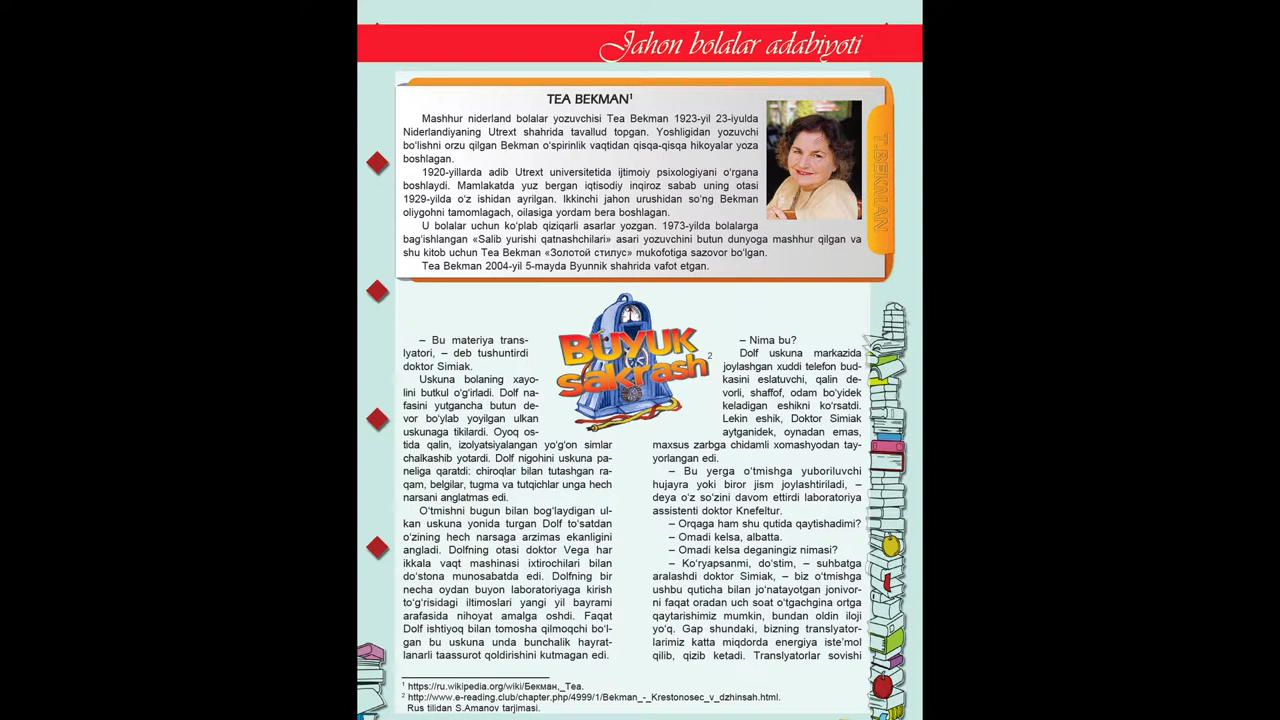 Jahon bolalar adabiyoti
TEA BEKMAN¹
Mashhur niderland bolalar yozuvchisi Tea Bekman 1923-yil 23-iyulda
Niderlandiyaning Utrext shahrida tavallud topgan. Yoshligidan yozuvchi
bo‘lishni orzu qilgan Bekman o‘spirinlik vaqtidan qisqa-qisqa hikoyalar yoza
boshlagan.
1920-yillarda adib Utrext universitetida ijtimoiy psixologiyani o‘rgana
boshlaydi. Mamlakatda yuz bergan iqtisodiy inqiroz sabab uning otasi
1929-yilda o‘z ishidan ayrilgan. Ikkinchi jahon urushidan so‘ng Bekman
oliygohni tamomlagach, oilasiga yordam bera boshlagan.
U bolalar uchun ko‘plab qiziqarli asarlar yozgan. 1973-yilda bolalarga
bag‘ishlangan «Salib yurishi qatnashchilari» asari yozuvchini butun dunyoga mashhur qilgan va
shu kitob uchun Tea Bekman «Золотой стилус» mukofotiga sazovor bo‘lgan.
Tea Bekman 2004-yil 5-mayda Byunnik shahrida vafot etgan.
T.BEKMAN
BUYUK
sakrash²
– Bu materiya trans-
lyatori, – deb tushuntirdi
doktor Simiak.
Uskuna bolaning xayo-
lini butkul o‘g‘irladi. Dolf na-
fasini yutgancha butun de-
vor bo‘ylab yoyilgan ulkan
uskunaga tikilardi. Oyoq os-
tida qalin, izolyatsiyalangan yo‘g‘on simlar
chalkashib yotardi. Dolf nigohini uskuna pa-
neliga qaratdi: chiroqlar bilan tutashgan ra-
qam, belgilar, tugma va tutqichlar unga hech
narsani anglatmas edi.
O‘tmishni bugun bilan bog‘laydigan ul-
kan uskuna yonida turgan Dolf to‘satdan
o‘zining hech narsaga arzimas ekanligini
angladi. Dolfning otasi doktor Vega har
ikkala vaqt mashinasi ixtirochilari bilan
do‘stona munosabatda edi. Dolfning bir
necha oydan buyon laboratoriyaga kirish
to‘g‘risidagi iltimoslari yangi yil bayrami
arafasida nihoyat amalga oshdi. Faqat
Dolf ishtiyoq bilan tomosha qilmoqchi bo‘l-
gan bu uskuna unda bunchalik hayrat-
lanarli taassurot qoldirishini kutmagan edi.
– Nima bu?
Dolf uskuna markazida
joylashgan xuddi telefon bud-
kasini eslatuvchi, qalin de-
vorli, shaffof, odam bo‘yidek
keladigan eshikni ko‘rsatdi.
Lekin eshik, Doktor Simiak
aytganidek, oynadan emas,
maxsus zarbga chidamli xomashyodan tay-
yorlangan edi.
– Bu yerga o‘tmishga yuboriluvchi
hujayra yoki biror jism joylashtiriladi, –
deya o‘z so‘zini davom ettirdi laboratoriya
assistenti doktor Knefeltur.
– Orqaga ham shu qutida qaytishadimi?
– Omadi kelsa, albatta.
– Omadi kelsa deganingiz nimasi?
– Ko‘ryapsanmi, do‘stim, – suhbatga
aralashdi doktor Simiak, – biz o‘tmishga
ushbu quticha bilan jo‘natayotgan jonivor-
ni faqat oradan uch soat o‘tgachgina ortga
qaytarishimiz mumkin, bundan oldin iloji
yo‘q. Gap shundaki, bizning translyator-
larimiz katta miqdorda energiya iste’mol
qilib, qizib ketadi. Translyatorlar sovishi
¹ https://ru.wikipedia.org/wiki/Бекман,_Теа.
² http://www.e-reading.club/chapter.php/4999/1/Bekman_-_Krestonosec_v_dzhinsah.html.
Rus tilidan S.Amanov tarjimasi.